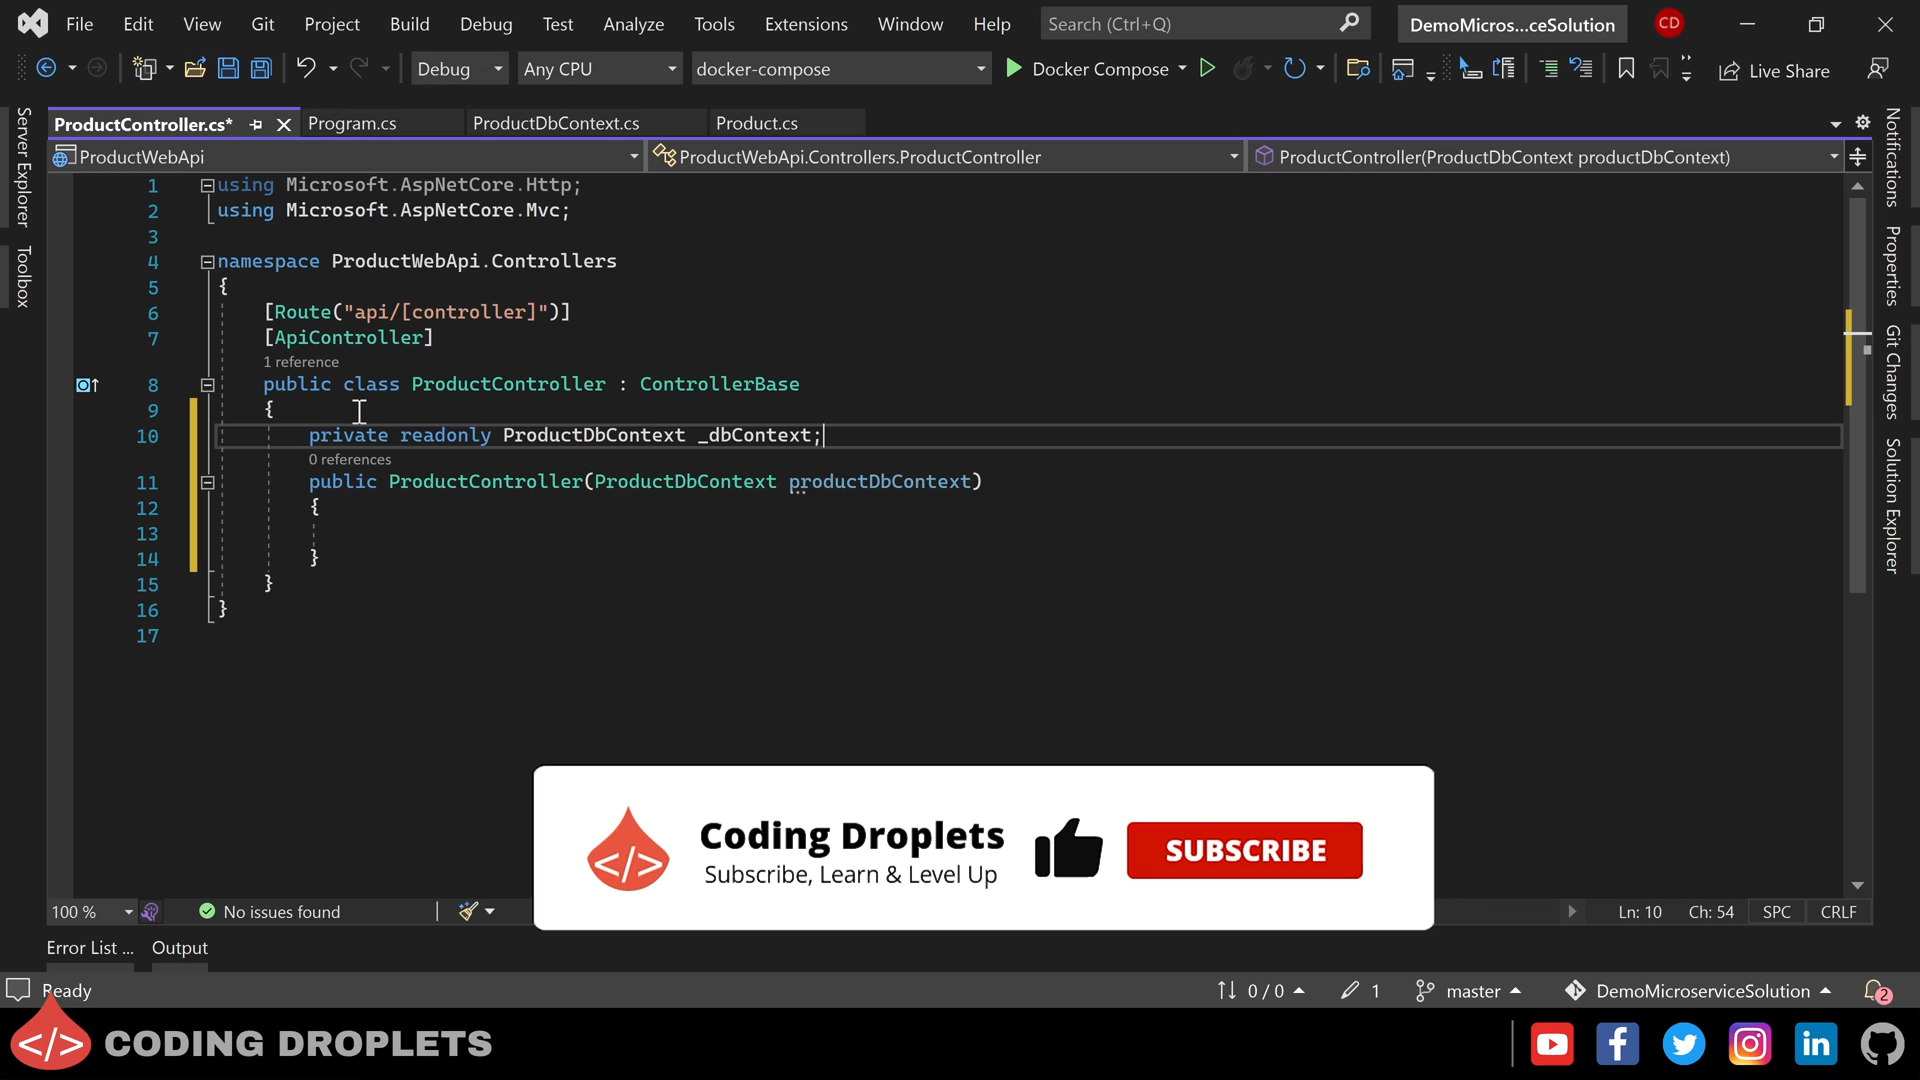 File Edit View Git Project Build Debug Test Analyze Tools Extensions Window Help Search (Ctrl+Q) DemoMicros...ceSolution CD
Debug Any CPU docker-compose Docker Compose Live Share
ProductController.cs* Program.cs ProductDbContext.cs Product.cs
ProductWebApi ProductWebApi.Controllers.ProductController ProductController(ProductDbContext productDbContext)
Server Explorer
Toolbox
Notifications
Properties
Git Changes
Solution Explorer
1 using Microsoft.AspNetCore.Http;
2 using Microsoft.AspNetCore.Mvc;
3
4 namespace ProductWebApi.Controllers
5 {
6 [Route("api/[controller]")]
7 [ApiController]
1 reference
8 public class ProductController : ControllerBase
9 {
10 private readonly ProductDbContext _dbContext;
0 references
11 public ProductController(ProductDbContext productDbContext)
12 {
13
14 }
15 }
16 }
17
Coding Droplets
Subscribe, Learn & Level Up
SUBSCRIBE
100 % No issues found Ln: 10 Ch: 54 SPC CRLF
Error List ... Output
Ready 0 / 0 1 master DemoMicroserviceSolution 2
</> CODING DROPLETS